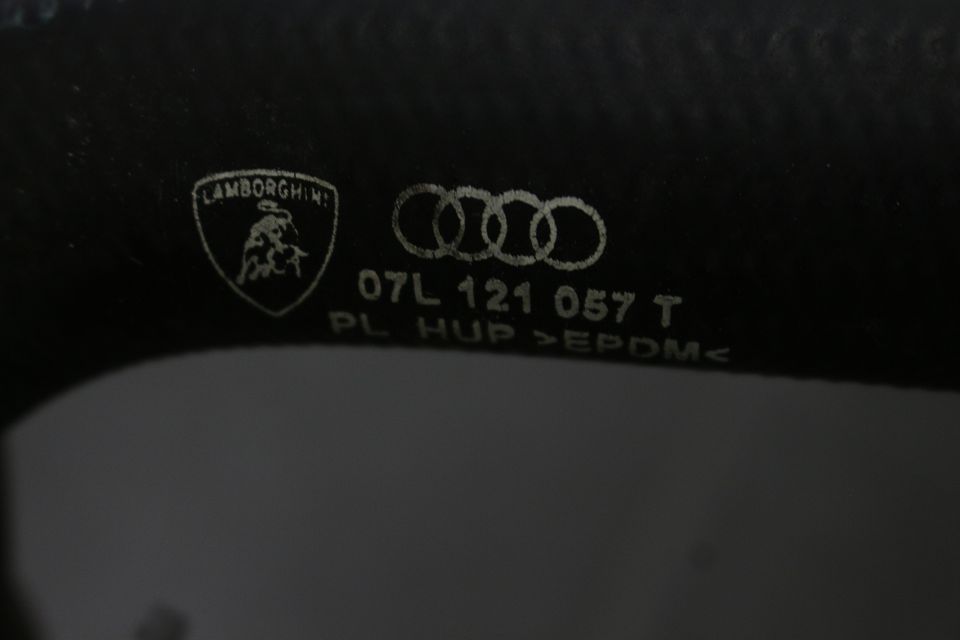 LAMBORGHINI
07L 121 057 T
PL HUP >EPDM<